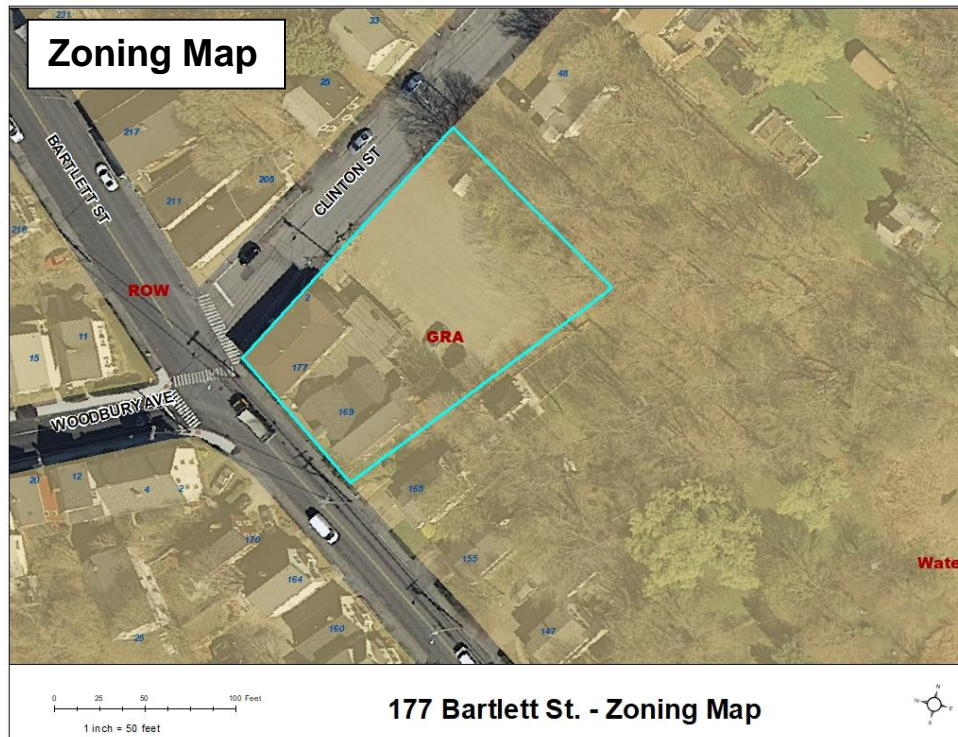 Zoning Map
231
33
25
48
217
BARTLETT ST
CLINTON ST
205
211
218
ROW
2
GRA
11
15
177
WOODBURY AVE
169
20
12
4
2
165
170
155
164
Wate
160
147
25
0 25 50 100 Feet
1 inch = 50 feet
177 Bartlett St. - Zoning Map
N
E
S